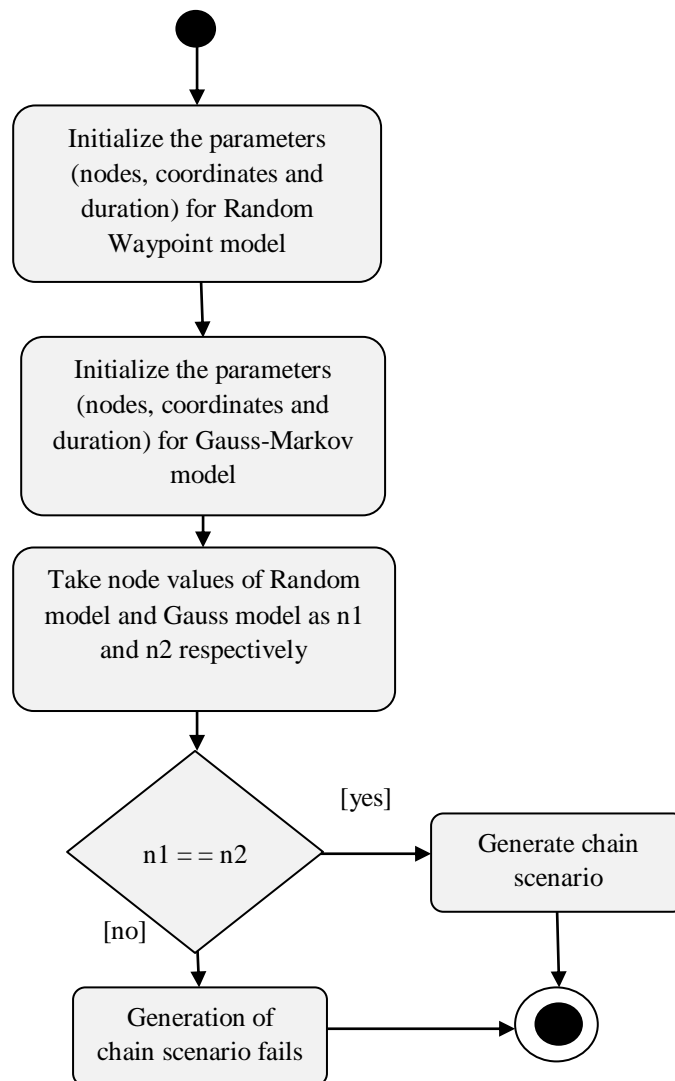 Initialize the parameters
(nodes, coordinates and
duration) for Random
Waypoint model
Initialize the parameters
(nodes, coordinates and
duration) for Gauss-Markov
model
Take node values of Random
model and Gauss model as n1
and n2 respectively
n1 = = n2
[yes]
Generate chain
scenario
[no]
Generation of
chain scenario fails